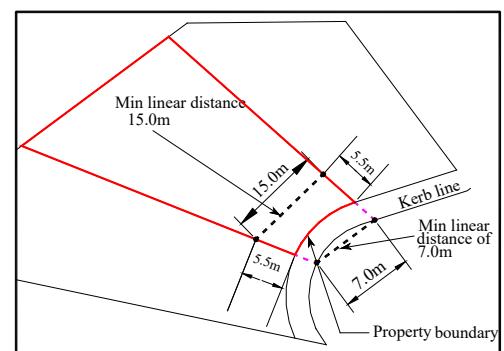 Min linear distance
15.0m
15.0m
5.5m
Kerb line
Min linear
distance of
7.0m
5.5m
7.0m
Property boundary